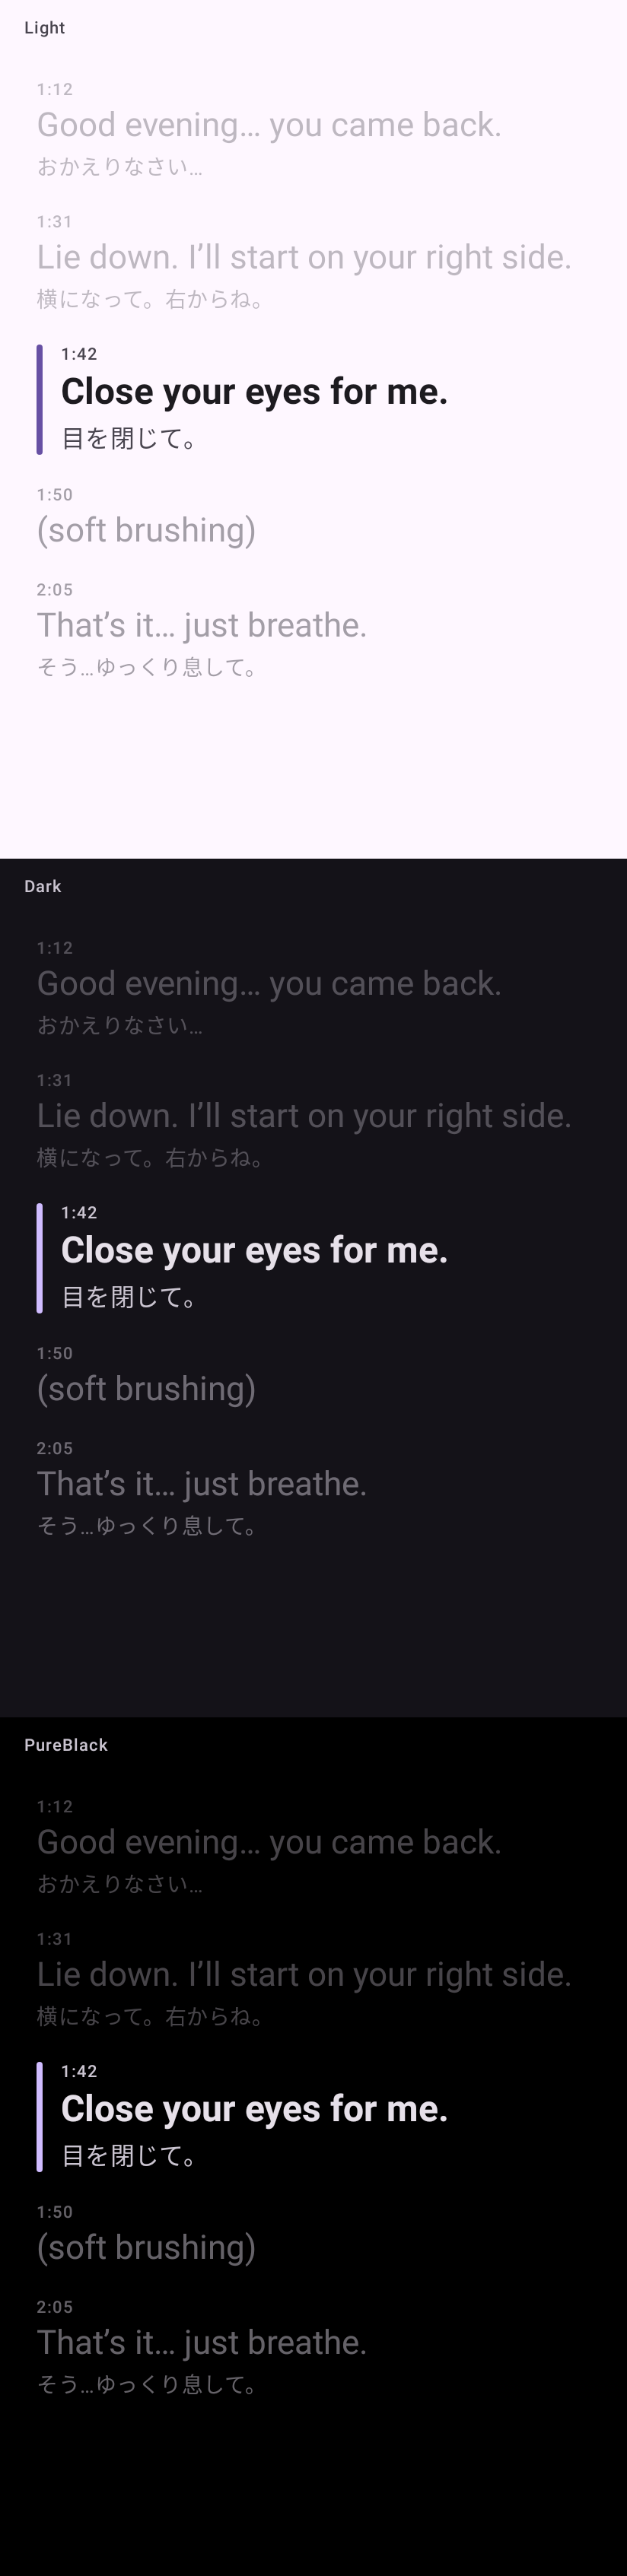 Light
1:12
Good evening… you came back.
おかえりなさい…
1:31
Lie down. I’ll start on your right side.
横になって。右からね。
1:42
Close your eyes for me.
目を閉じて。
1:50
(soft brushing)
2:05
That’s it… just breathe.
そう…ゆっくり息して。
Dark
1:12
Good evening… you came back.
おかえりなさい…
1:31
Lie down. I’ll start on your right side.
横になって。右からね。
1:42
Close your eyes for me.
目を閉じて。
1:50
(soft brushing)
2:05
That’s it… just breathe.
そう…ゆっくり息して。
PureBlack
1:12
Good evening… you came back.
おかえりなさい…
1:31
Lie down. I’ll start on your right side.
横になって。右からね。
1:42
Close your eyes for me.
目を閉じて。
1:50
(soft brushing)
2:05
That’s it… just breathe.
そう…ゆっくり息して。